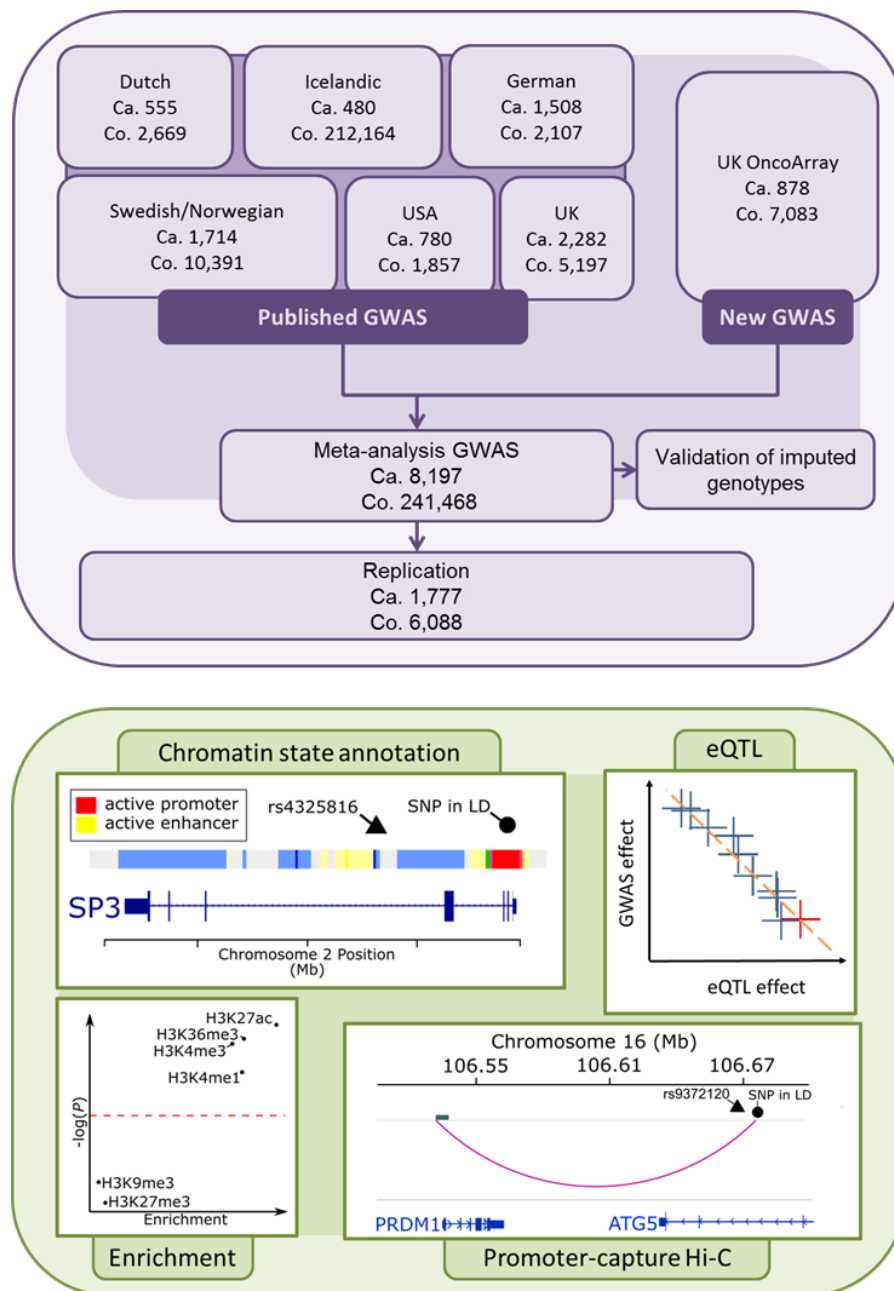 Dutch
Ca. 555
Co. 2,669
Icelandic
Ca. 480
Co. 212,164
German
Ca. 1,508
Co. 2,107
UK OncoArray
Ca. 878
Co. 7,083
Swedish/Norwegian
Ca. 1,714
Co. 10,391
USA
Ca. 780
Co. 1,857
UK
Ca. 2,282
Co. 5,197
Published GWAS
New GWAS
Meta-analysis GWAS
Ca. 8,197
Co. 241,468
Validation of imputed
genotypes
Replication
Ca. 1,777
Co. 6,088
Chromatin state annotation
active promoter
active enhancer
rs4325816
SNP in LD
SP3
Chromosome 2 Position
(Mb)
eQTL
GWAS effect
eQTL effect
H3K27ac
H3K36me3
H3K4me3
H3K4me1
-log(P)
H3K9me3
H3K27me3
Enrichment
Enrichment
Chromosome 16 (Mb)
106.55 106.61 106.67
rs9372120
SNP in LD
PRDM1
ATG5
Promoter-capture Hi-C